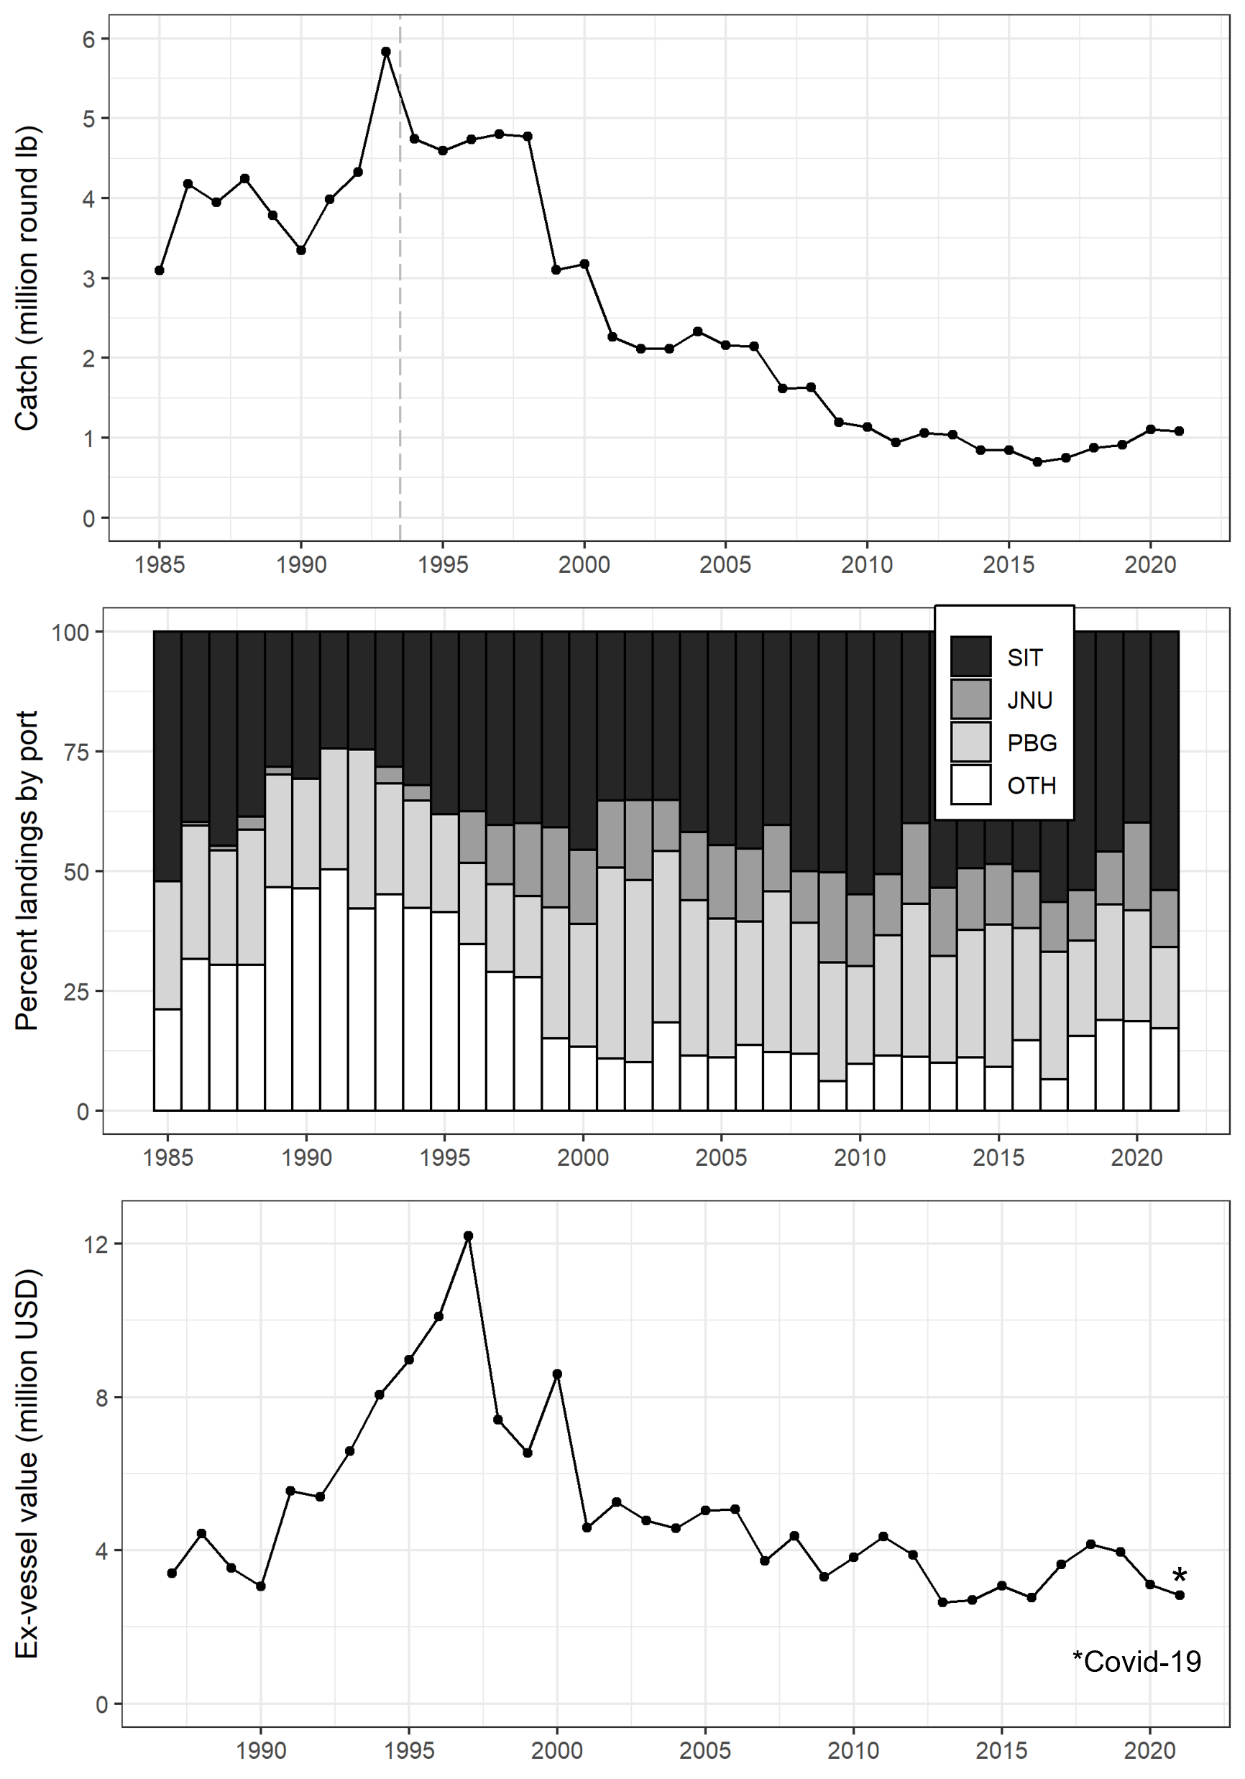 Catch (million round lb)
6
5
4
3
2
1
0
1985 1990 1995 2000 2005 2010 2015 2020
Percent landings by port
100
75
50
25
0
SIT
JNU
PBG
OTH
1985 1990 1995 2000 2005 2010 2015 2020
Ex-vessel value (million USD)
12
8
4
0
*
*Covid-19
1990 1995 2000 2005 2010 2015 2020